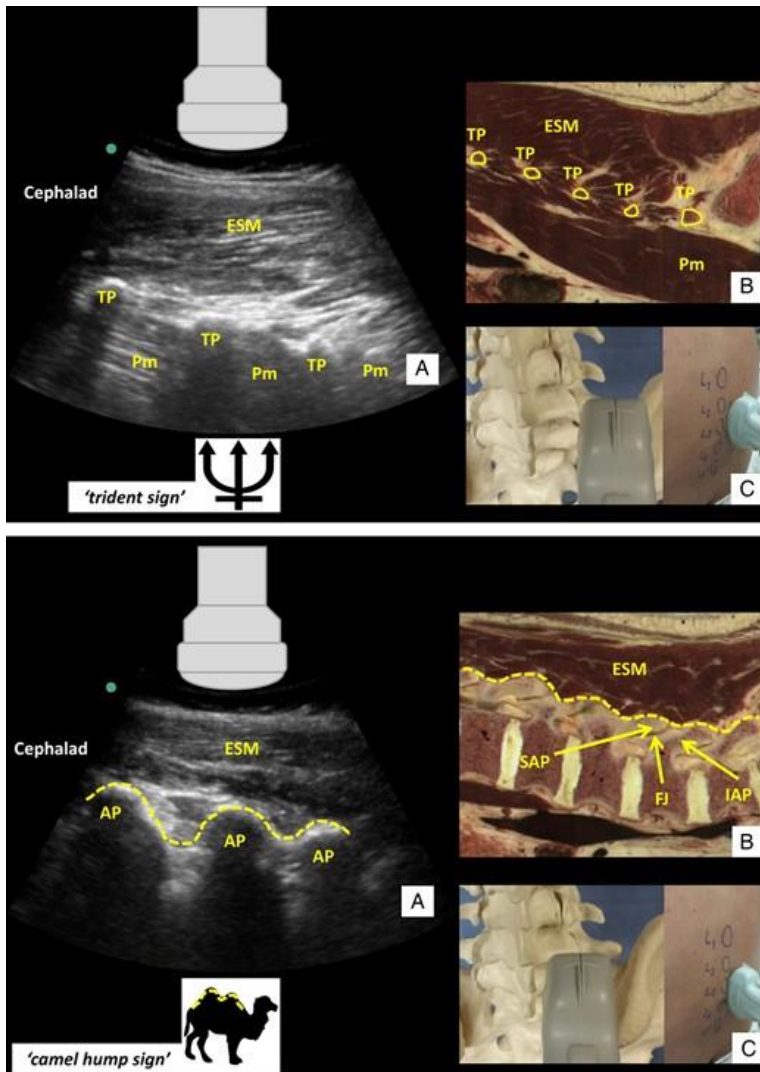 Cephalad
ESM
TP
Pm
TP
Pm
TP
Pm
A
'trident sign'
ESM
TP
TP
TP
TP
TP
Pm
B
C
Cephalad
ESM
AP
AP
AP
A
'camel hump sign'
ESM
SAP
FJ
IAP
B
C